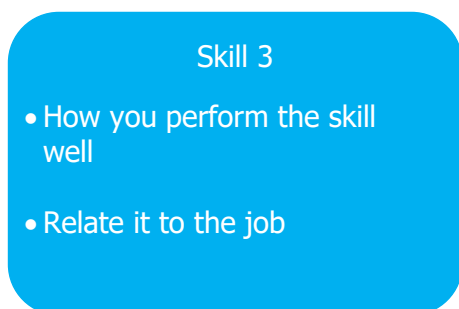 Skill 3
• How you perform the skill
well
• Relate it to the job